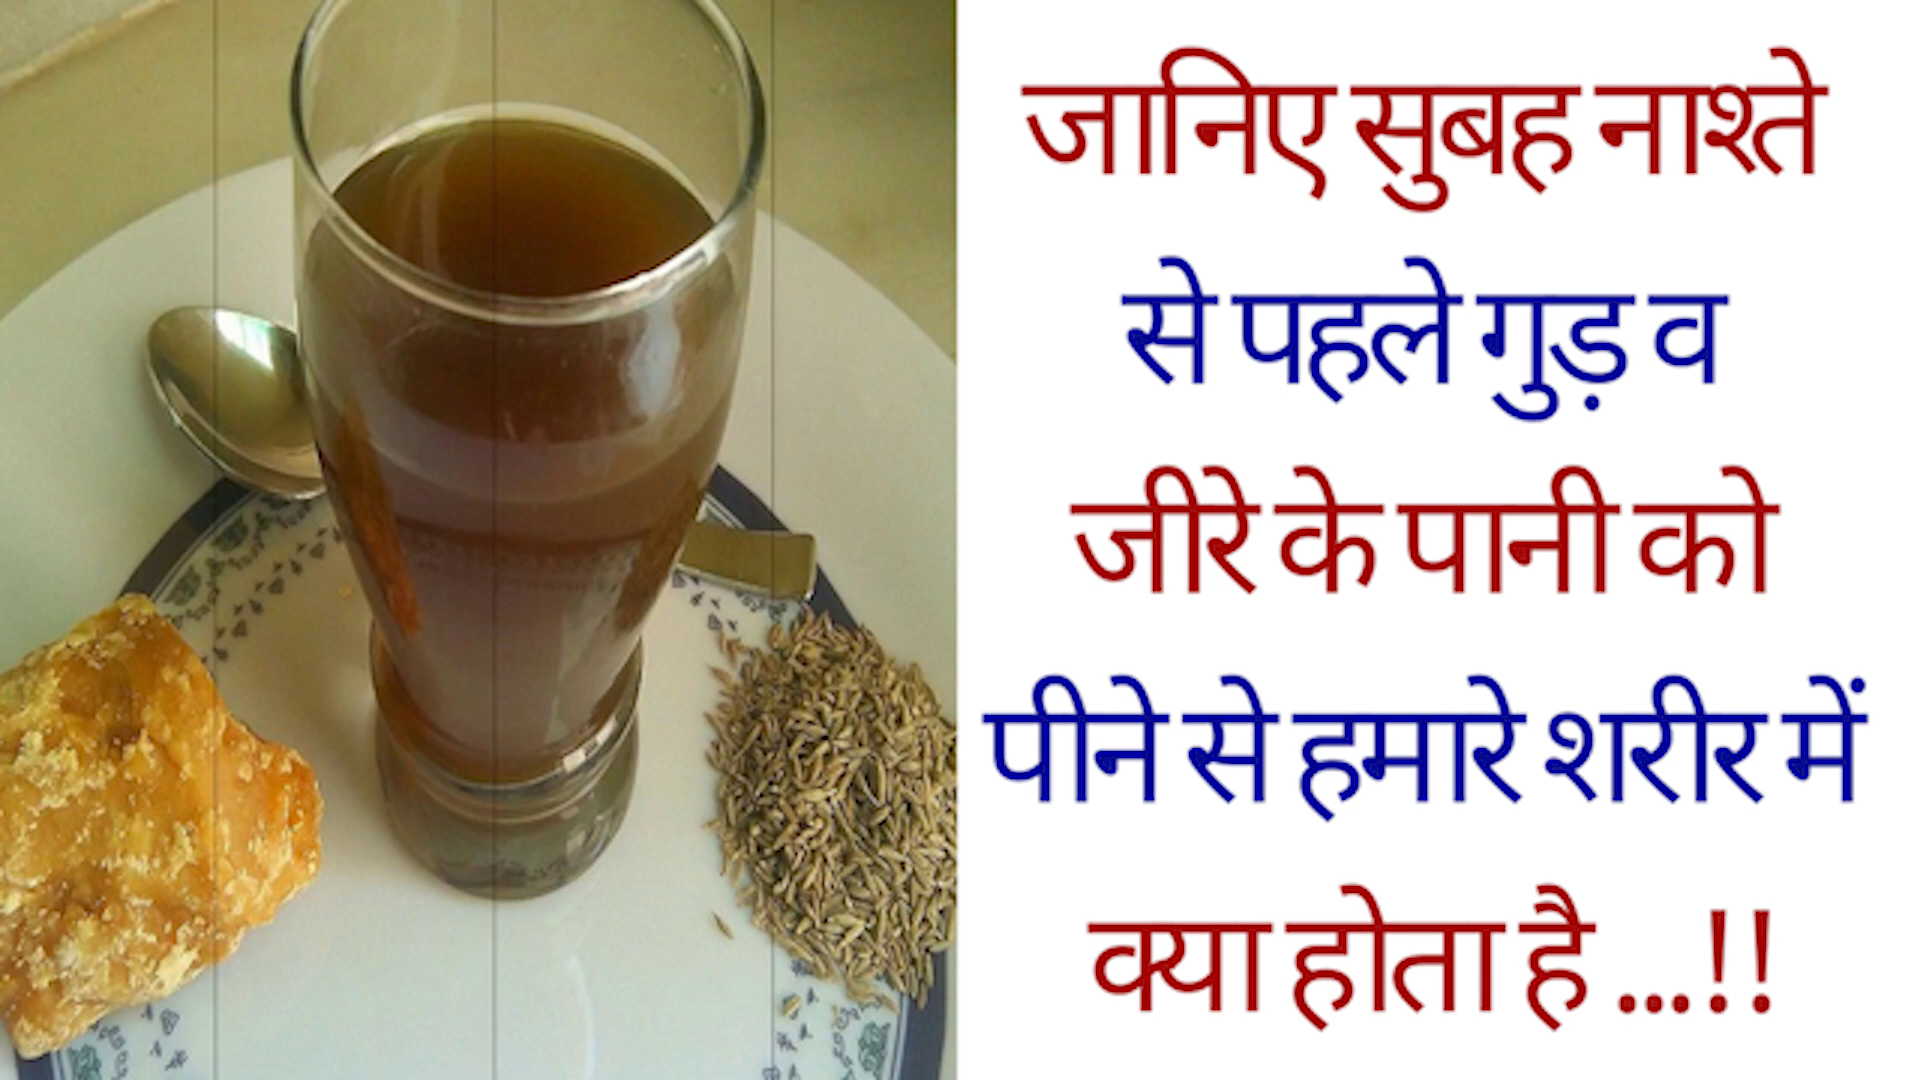 जानिए सुबह नाश्ते
से पहले गुड़ व
जीरे के पानी को
पीने से हमारे शरीर में
क्या होता है ...!!